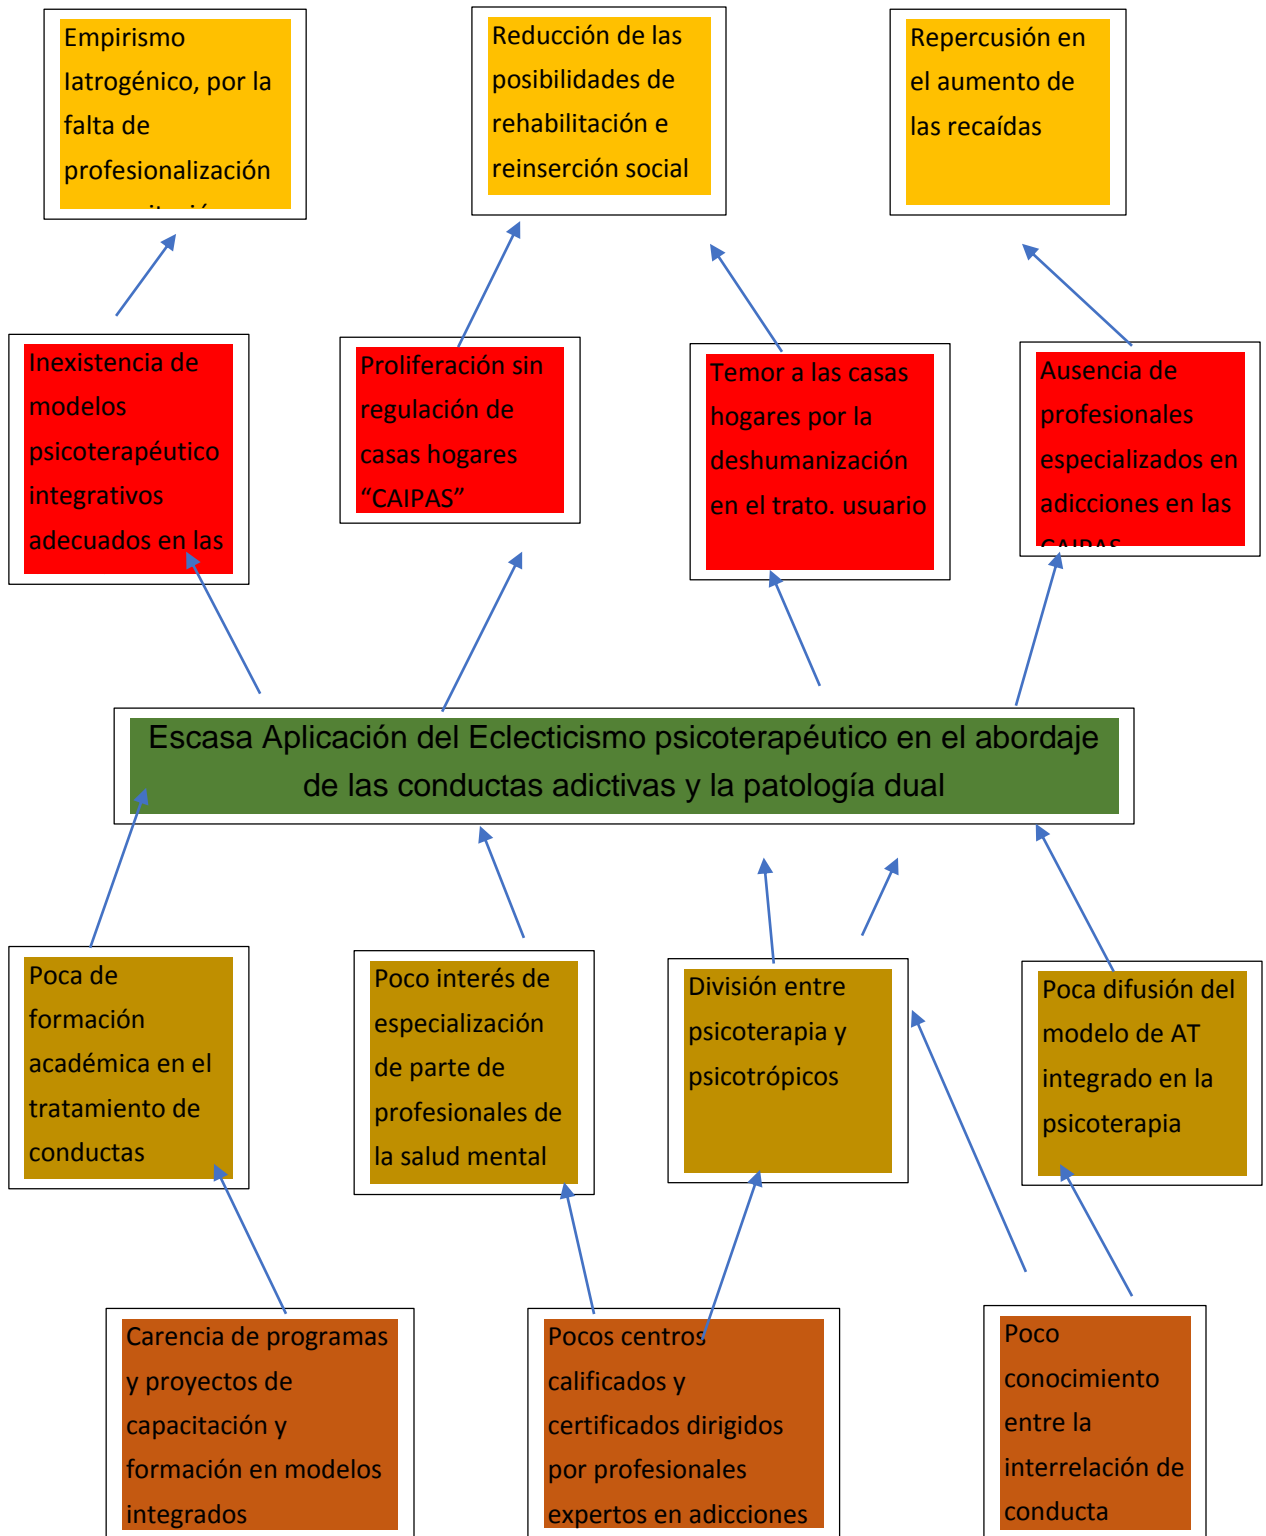 Empirismo
Iatrogénico, por la
falta de
profesionalización
Reducción de las
posibilidades de
rehabilitación e
reinserción social
Repercusión en
el aumento de
las recaídas
Inexistencia de
modelos
psicoterapéutico
integrativos
adecuados en las
Proliferación sin
regulación de
casas hogares
“CAIPAS”
Temor a las casas
hogares por la
deshumanización
en el trato. usuario
Ausencia de
profesionales
especializados en
adicciones en las
CAIPAS
Escasa Aplicación del Eclecticismo psicoterapéutico en el abordaje
de las conductas adictivas y la patología dual
Poca de
formación
académica en el
tratamiento de
conductas
Poco interés de
especialización
de parte de
profesionales de
la salud mental
División entre
psicoterapia y
psicotrópicos
Poca difusión del
modelo de AT
integrado en la
psicoterapia
Carencia de programas
y proyectos de
capacitación y
formación en modelos
integrados
Pocos centros
calificados y
certificados dirigidos
por profesionales
expertos en adicciones
Poco
conocimiento
entre la
interrelación de
conducta